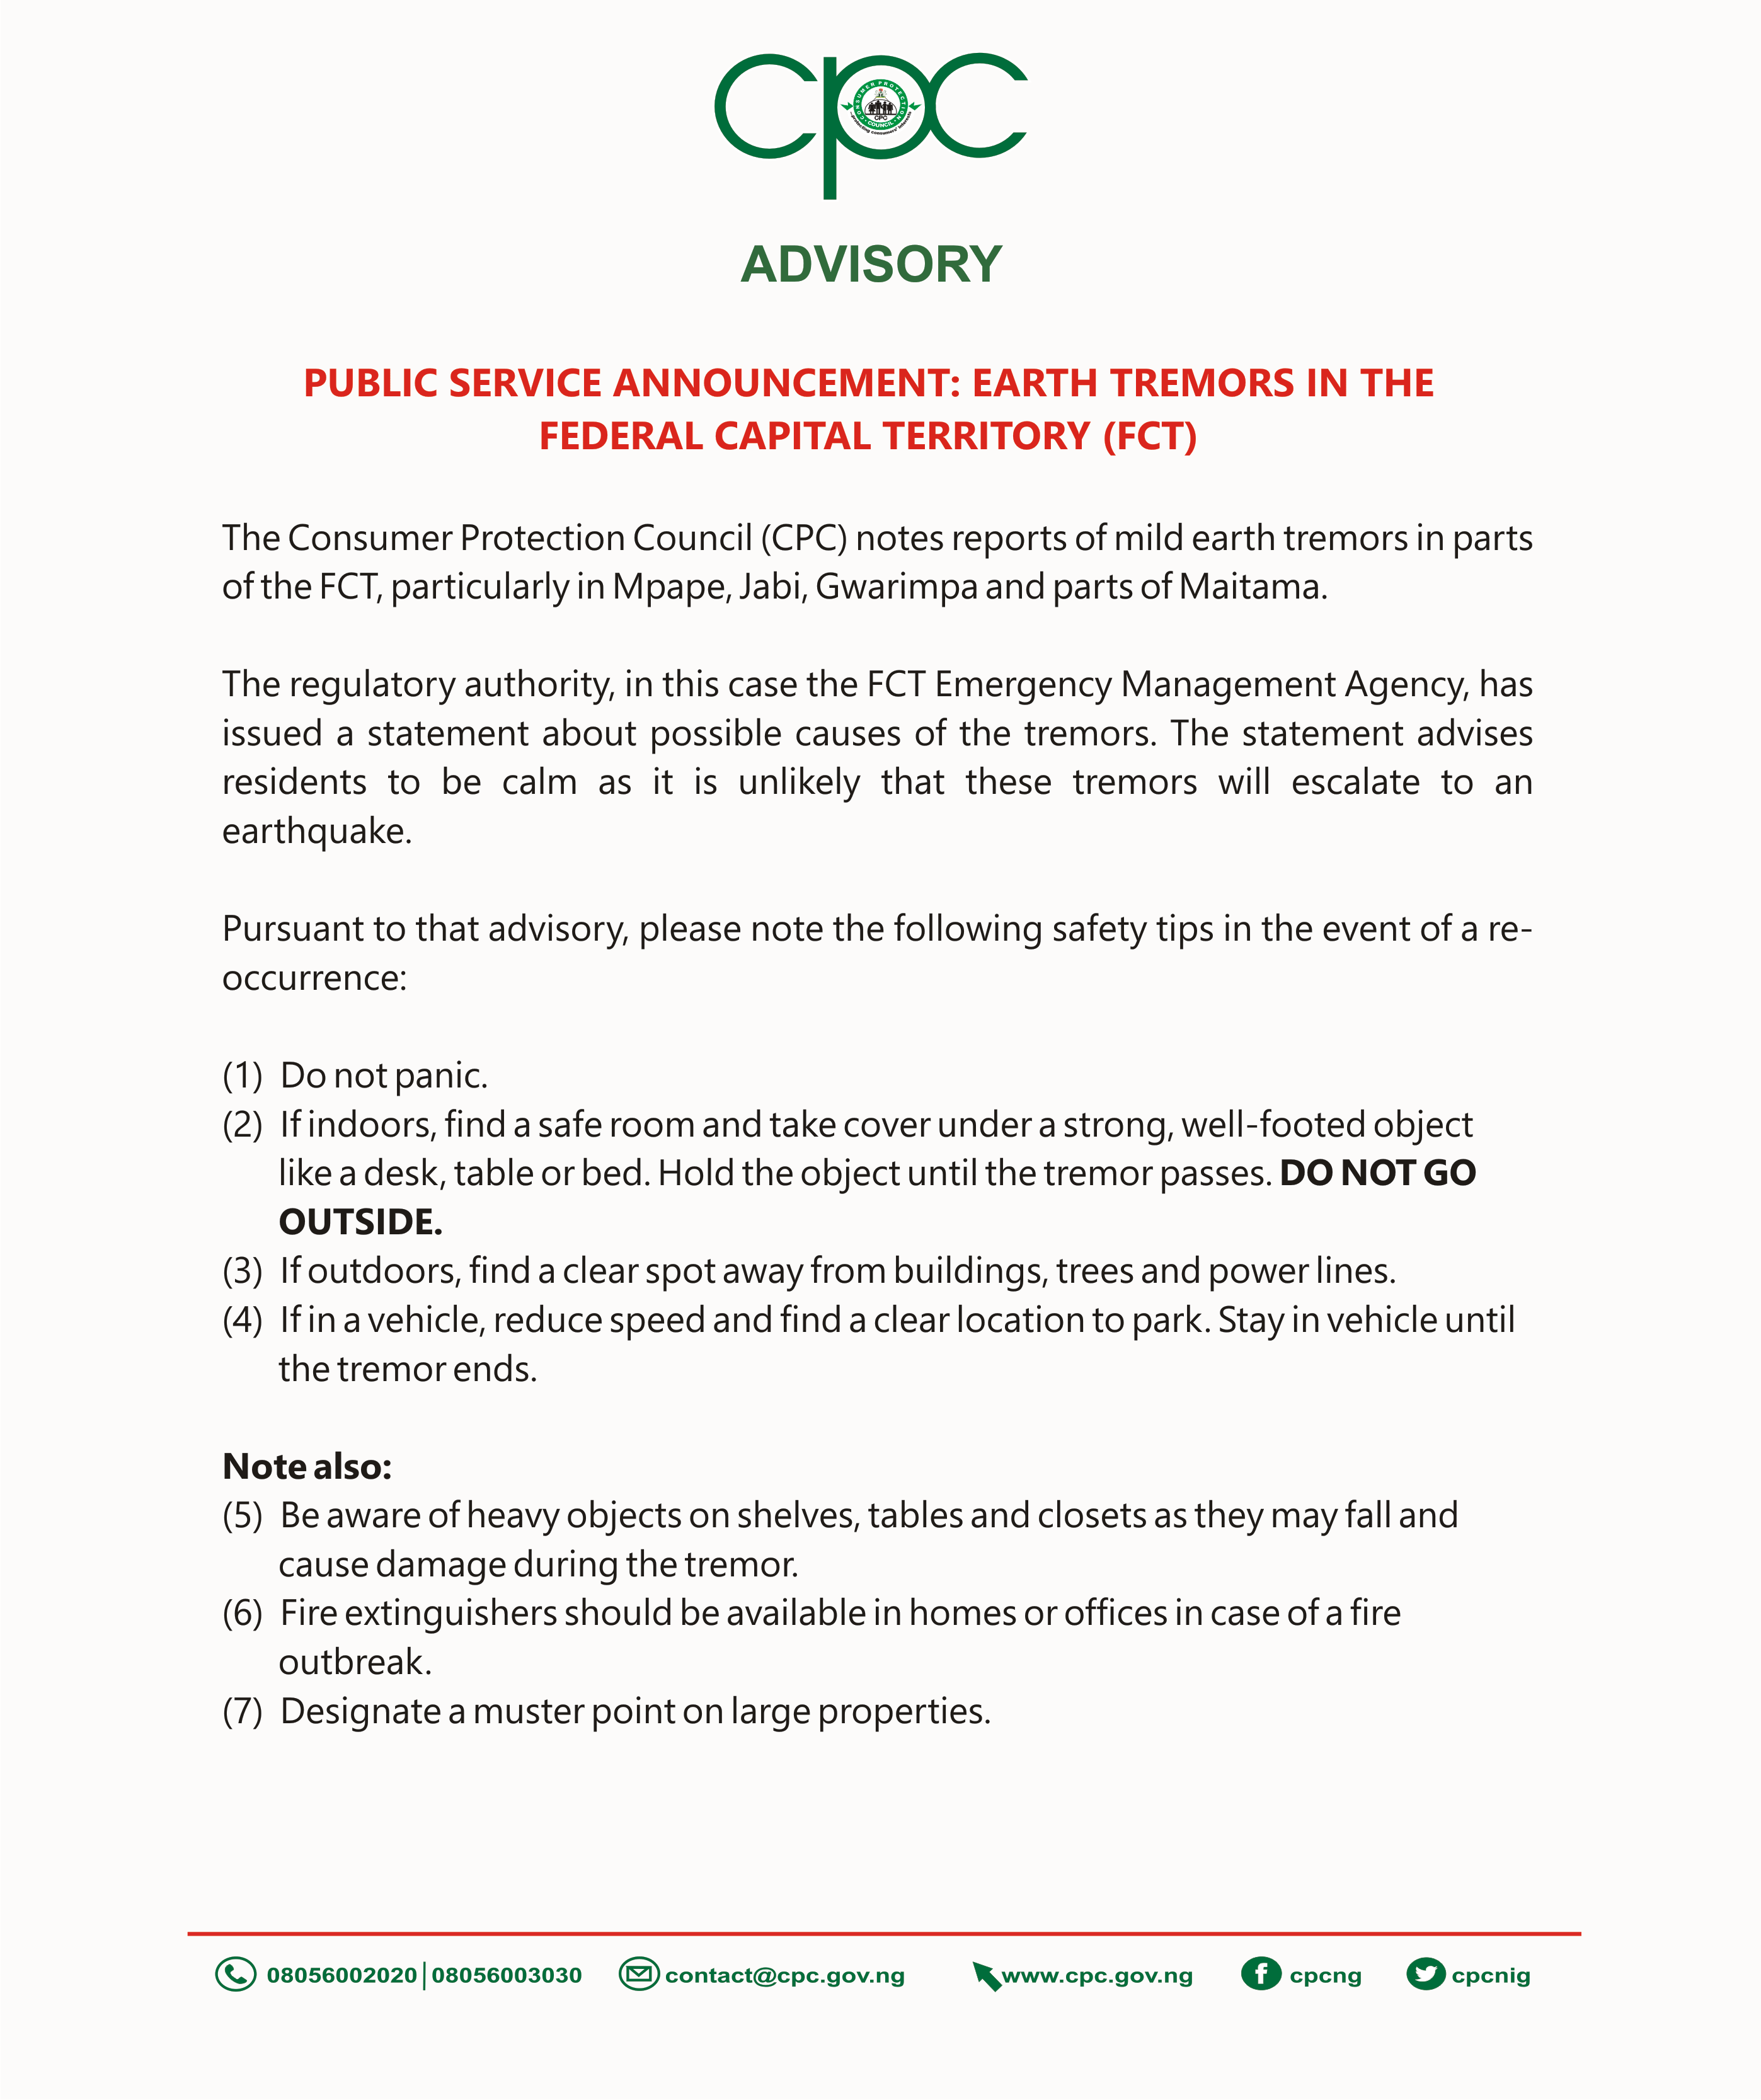 cpc
CONSUMER PROTECTION
CPC
COUNCIL
...protecting consumers' interests
ADVISORY
PUBLIC SERVICE ANNOUNCEMENT: EARTH TREMORS IN THE
FEDERAL CAPITAL TERRITORY (FCT)
The Consumer Protection Council (CPC) notes reports of mild earth tremors in parts
of the FCT, particularly in Mpape, Jabi, Gwarimpa and parts of Maitama.
The regulatory authority, in this case the FCT Emergency Management Agency, has
issued a statement about possible causes of the tremors. The statement advises
residents to be calm as it is unlikely that these tremors will escalate to an
earthquake.
Pursuant to that advisory, please note the following safety tips in the event of a re-
occurrence:
(1) Do not panic.
(2) If indoors, find a safe room and take cover under a strong, well-footed object
like a desk, table or bed. Hold the object until the tremor passes. DO NOT GO
OUTSIDE.
(3) If outdoors, find a clear spot away from buildings, trees and power lines.
(4) If in a vehicle, reduce speed and find a clear location to park. Stay in vehicle until
the tremor ends.
Note also:
(5) Be aware of heavy objects on shelves, tables and closets as they may fall and
cause damage during the tremor.
(6) Fire extinguishers should be available in homes or offices in case of a fire
outbreak.
(7) Designate a muster point on large properties.
08056002020|08056003030 contact@cpc.gov.ng www.cpc.gov.ng cpcng cpcnig